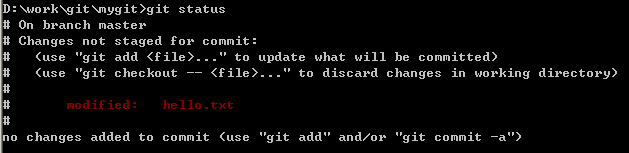 D:\work\git\mygit>git status
# On branch master
# Changes not staged for commit:
#   (use "git add <file>..." to update what will be committed)
#   (use "git checkout -- <file>..." to discard changes in working directory)
#
#       modified:   hello.txt
#
no changes added to commit (use "git add" and/or "git commit -a")